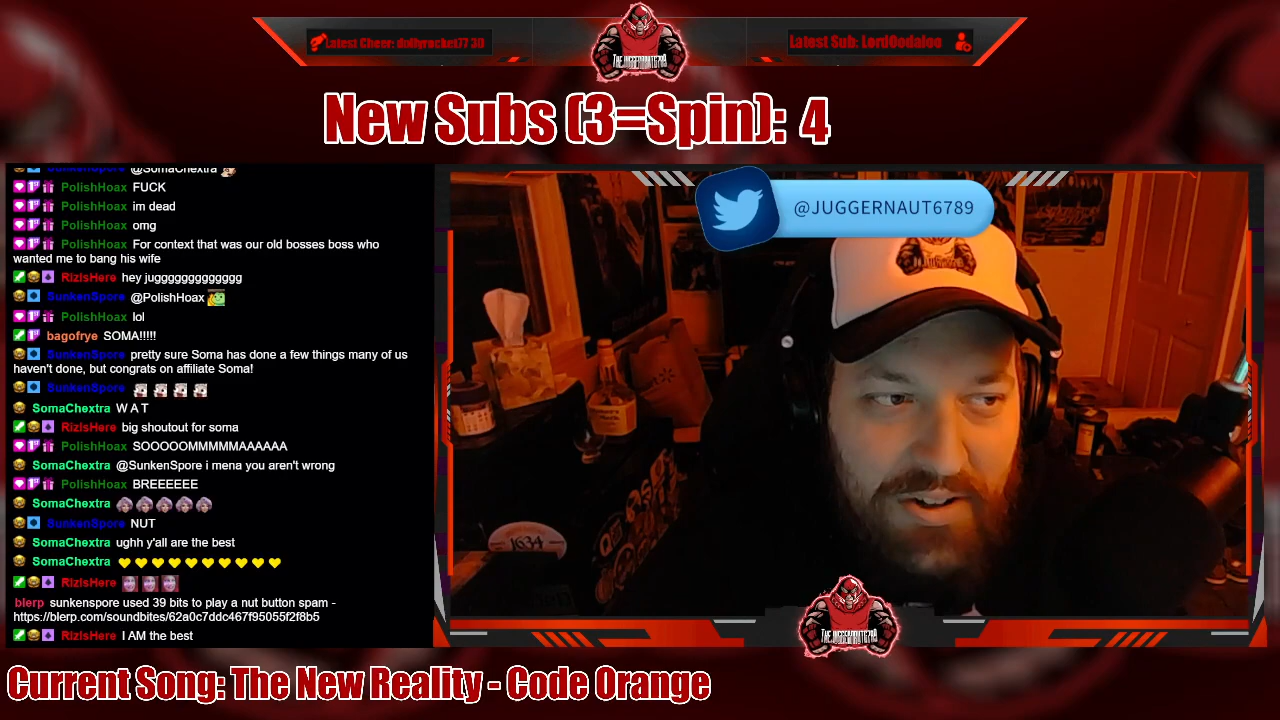 Latest Cheer: dollyrocket77 30
Latest Sub: LordOodaloo
THEJUGGERNAUT6789
New Subs (3=Spin): 4
SunkenSpore @SomaChextra
PolishHoax FUCK
PolishHoax im dead
PolishHoax omg
PolishHoax For context that was our old bosses boss who
wanted me to bang his wife
RizIsHere hey jugggggggggggggg
SunkenSpore @PolishHoax
PolishHoax lol
bagofrye SOMA!!!!!
SunkenSpore pretty sure Soma has done a few things many of us
haven't done, but congrats on affiliate Soma!
SunkenSpore
SomaChextra W A T
RizIsHere big shoutout for soma
PolishHoax SOOOOOMMMMMAAAAAA
SomaChextra @SunkenSpore i mena you aren't wrong
PolishHoax BREEEEEE
SomaChextra
SunkenSpore NUT
SomaChextra ughh y'all are the best
SomaChextra
RizIsHere
blerp sunkenspore used 39 bits to play a nut button spam -
https://blerp.com/soundbites/62a0c7ddc467f95055f2f8b5
RizIsHere I AM the best
@JUGGERNAUT6789
1634
THEJUGGERNAUT6789
Current Song: The New Reality - Code Orange